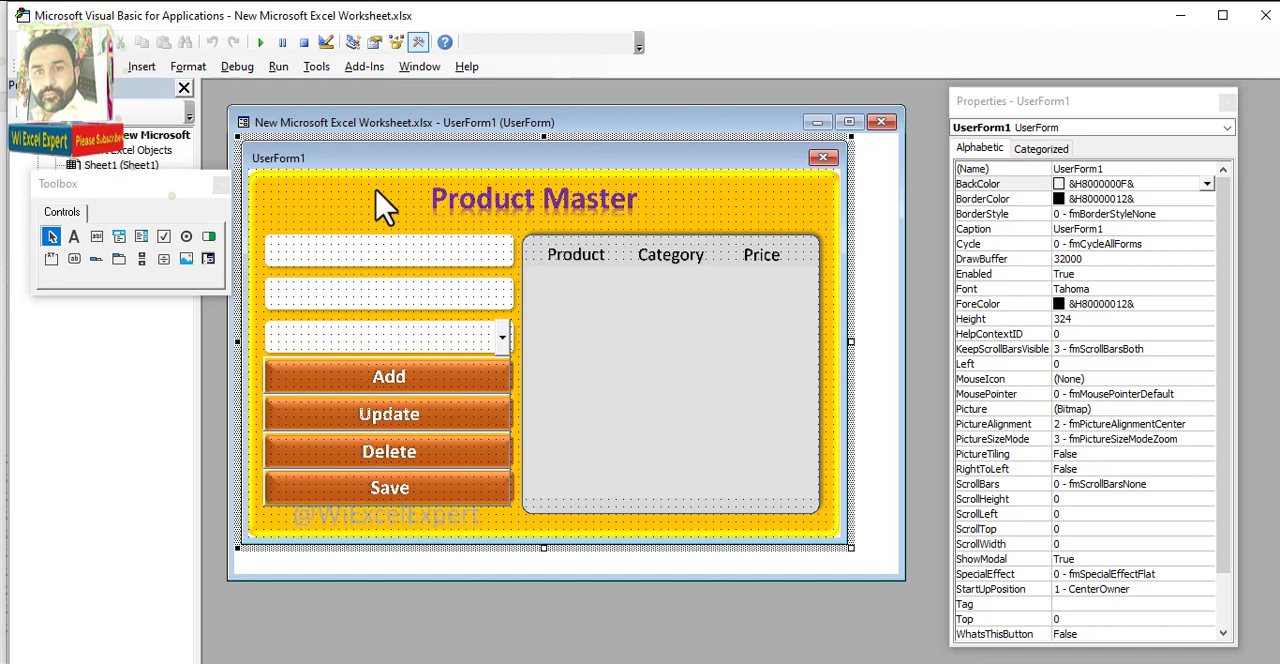 Microsoft Visual Basic for Applications - New Microsoft Excel Worksheet.xlsx
Insert Format Debug Run Tools Add-Ins Window Help
WI Excel Expert Please Subscribe
New Microsoft
Excel Objects
Sheet1 (Sheet1)
Toolbox
Controls
New Microsoft Excel Worksheet.xlsx - UserForm1 (UserForm)
UserForm1
Product Master
Product Category Price
Add
Update
Delete
Save
@WIExcelExpert
Properties - UserForm1
UserForm1 UserForm
Alphabetic Categorized
(Name) UserForm1
BackColor &H8000000F&
BorderColor &H80000012&
BorderStyle 0 - fmBorderStyleNone
Caption UserForm1
Cycle 0 - fmCycleAllForms
DrawBuffer 32000
Enabled True
Font Tahoma
ForeColor &H80000012&
Height 324
HelpContextID 0
KeepScrollBarsVisible 3 - fmScrollBarsBoth
Left 0
MouseIcon (None)
MousePointer 0 - fmMousePointerDefault
Picture (Bitmap)
PictureAlignment 2 - fmPictureAlignmentCenter
PictureSizeMode 3 - fmPictureSizeModeZoom
PictureTiling False
RightToLeft False
ScrollBars 0 - fmScrollBarsNone
ScrollHeight 0
ScrollLeft 0
ScrollTop 0
ScrollWidth 0
ShowModal True
SpecialEffect 0 - fmSpecialEffectFlat
StartUpPosition 1 - CenterOwner
Tag
Top 0
WhatsThisButton False